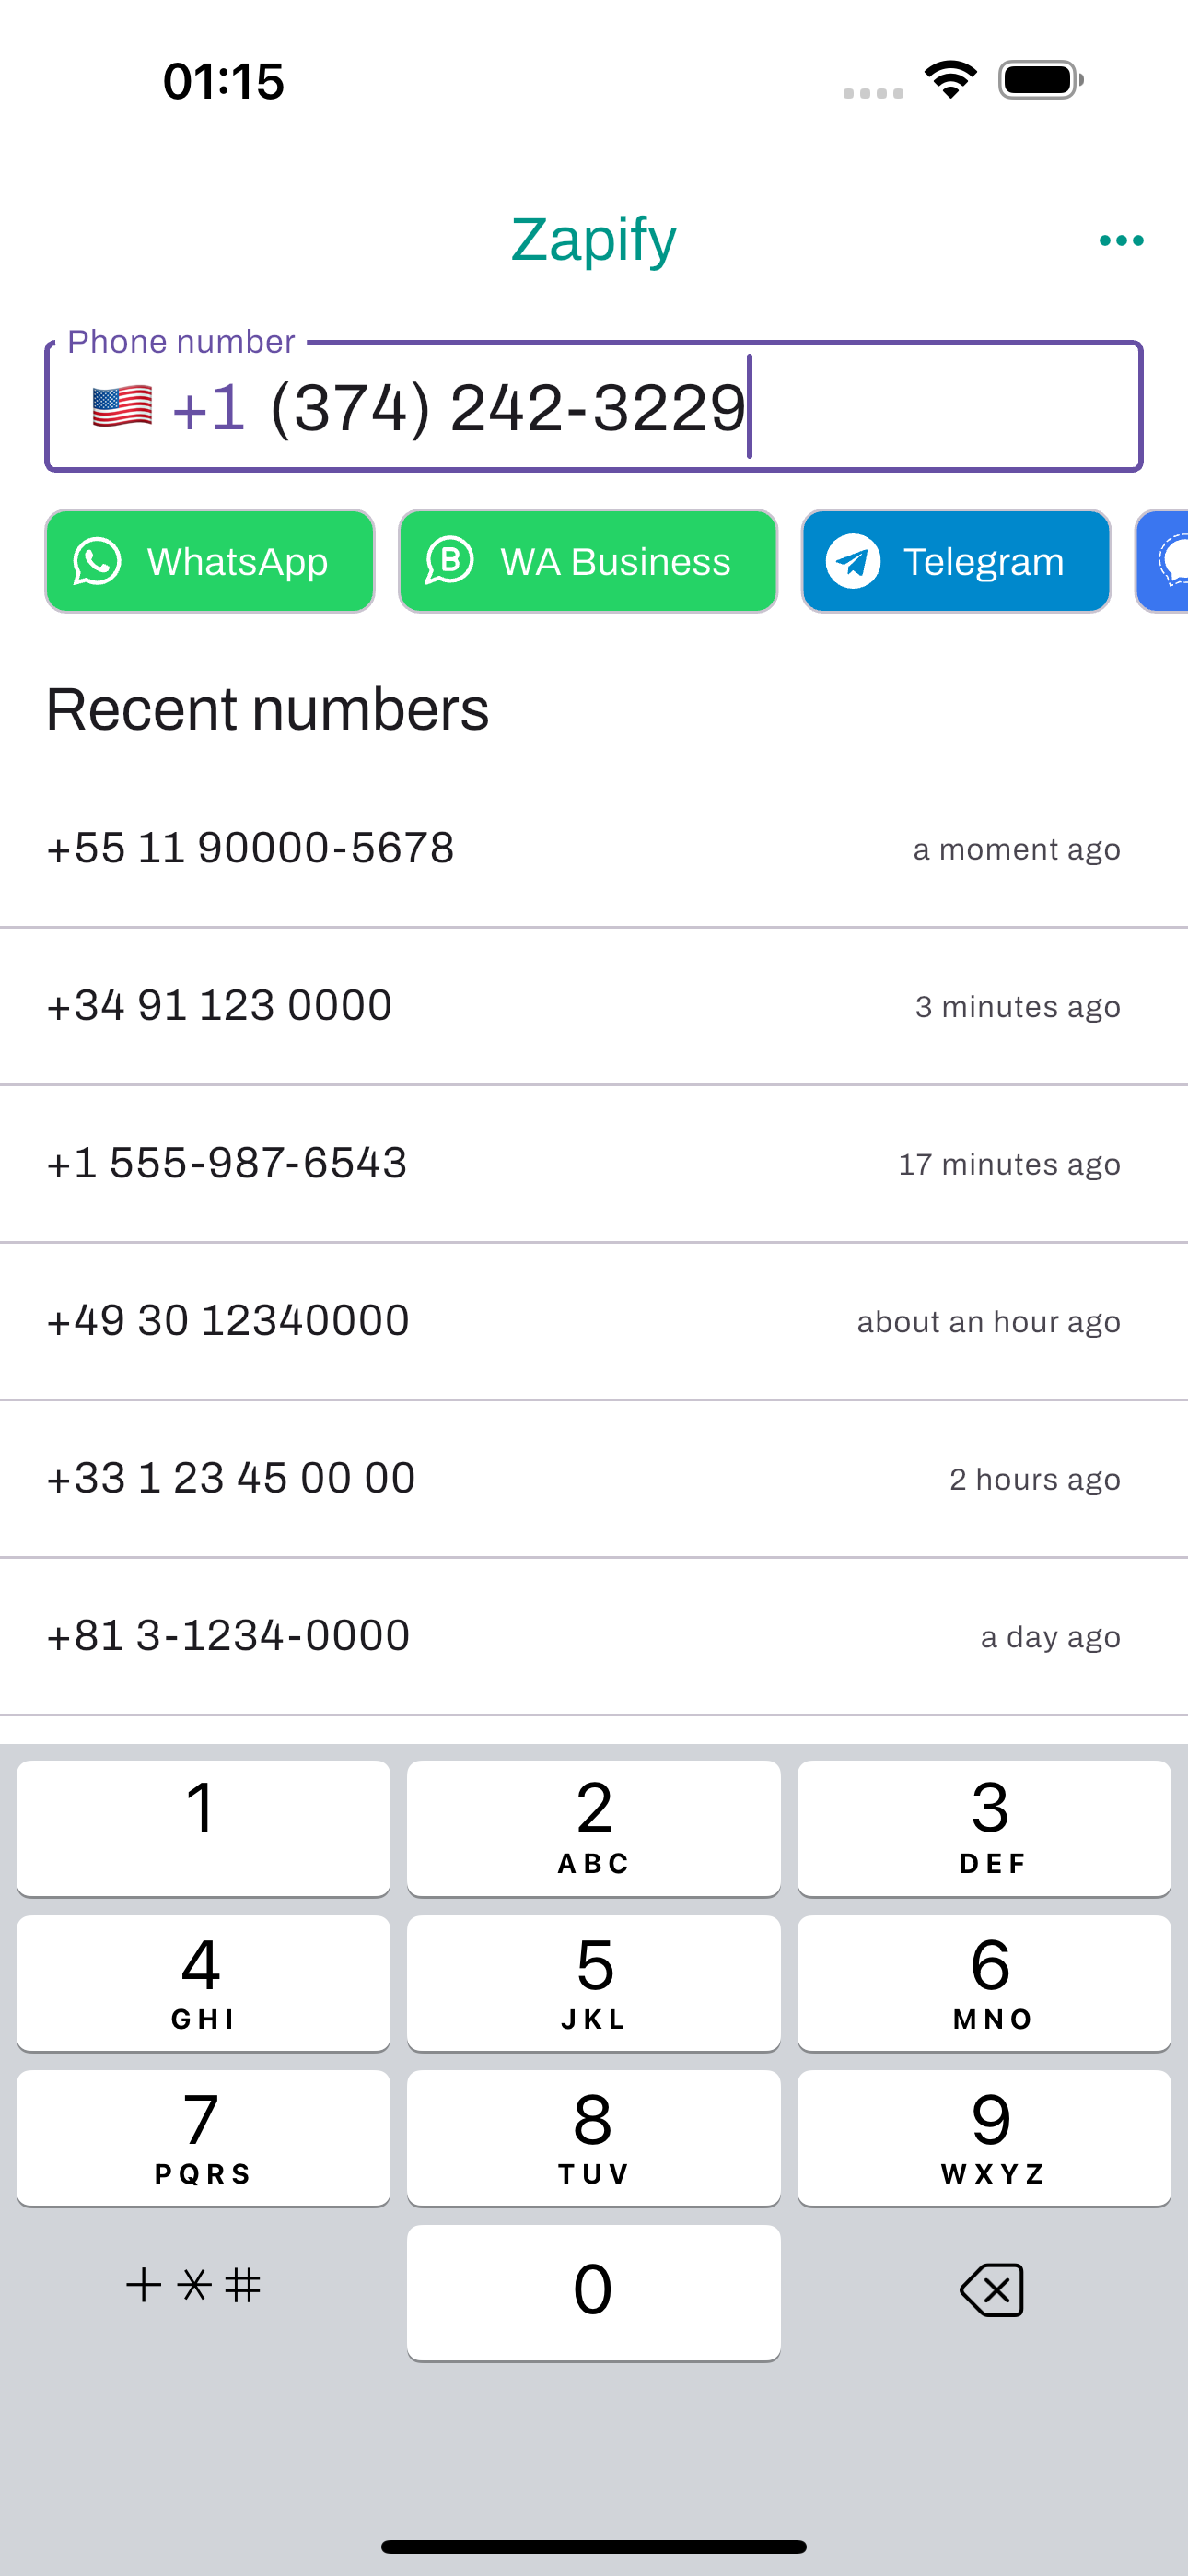 01:15
Zapify
Phone number
🇺🇸 +1 (374) 242-3229
WhatsApp WA Business Telegram
Recent numbers
+55 11 90000-5678 a moment ago
+34 91 123 0000 3 minutes ago
+1 555-987-6543 17 minutes ago
+49 30 12340000 about an hour ago
+33 1 23 45 00 00 2 hours ago
+81 3-1234-0000 a day ago
1 2 3
ABC DEF
4 5 6
GHI JKL MNO
7 8 9
PQRS TUV WXYZ
+*# 0